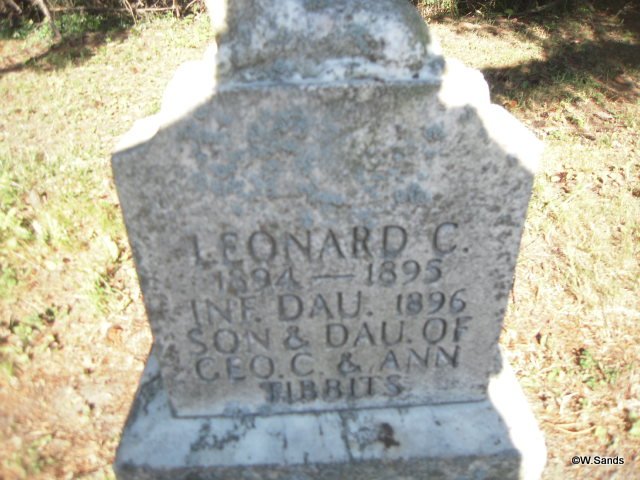 LEONARD C.
1894 — 1895
INF. DAU. 1896
SON & DAU. OF
GEO. C. & ANN
TIBBITS
©W.Sands